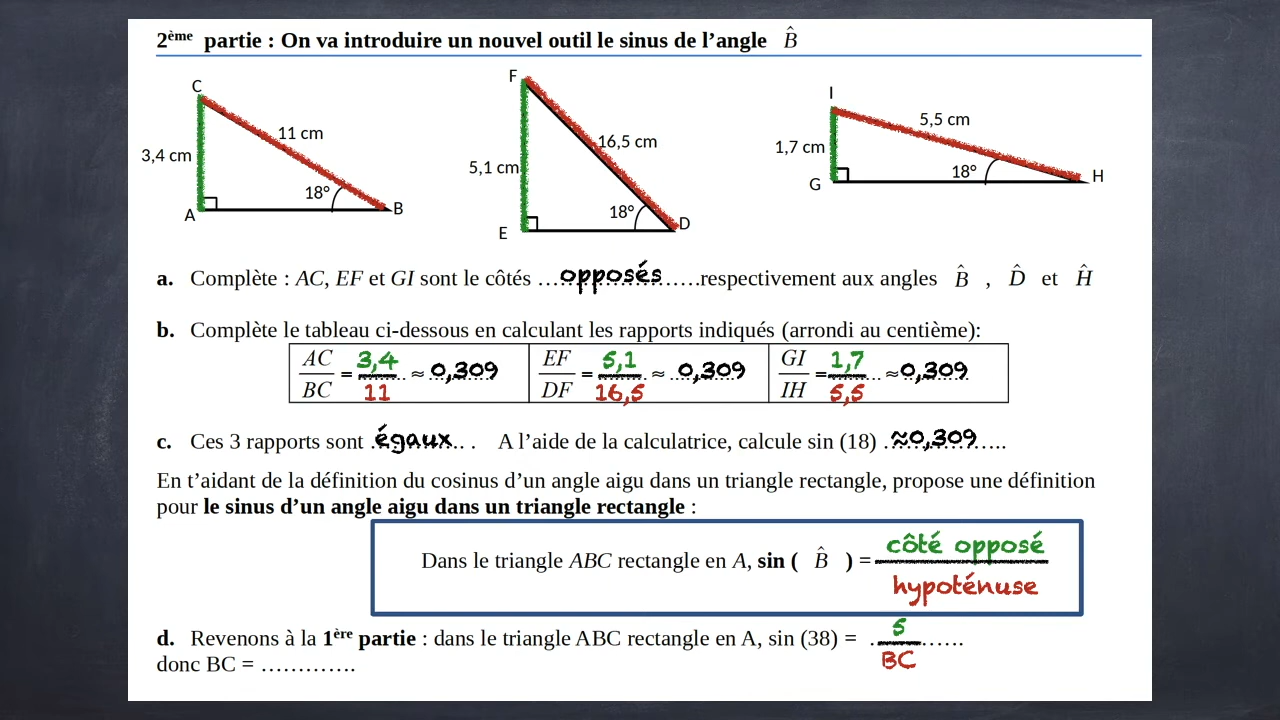 2ème partie : On va introduire un nouvel outil le sinus de l’angle B̂
C
11 cm
3,4 cm
18°
A
B
F
16,5 cm
5,1 cm
18°
E
D
I
5,5 cm
1,7 cm
18°
G
H
a. Complète : AC, EF et GI sont le côtés …opposés…respectivement aux angles B̂ , D̂ et Ĥ
b. Complète le tableau ci-dessous en calculant les rapports indiqués (arrondi au centième):
AC/BC = 3,4/11 ≈ 0,309 EF/DF = 5,1/16,5 ≈ 0,309 GI/IH = 1,7/5,5 ≈ 0,309
c. Ces 3 rapports sont égaux… . A l’aide de la calculatrice, calcule sin (18) ≈0,309…..
En t’aidant de la définition du cosinus d’un angle aigu dans un triangle rectangle, propose une définition
pour le sinus d’un angle aigu dans un triangle rectangle :
Dans le triangle ABC rectangle en A, sin ( B̂ ) = côté opposé/hypoténuse
d. Revenons à la 1ère partie : dans le triangle ABC rectangle en A, sin (38) = 5/BC……
donc BC = ………….